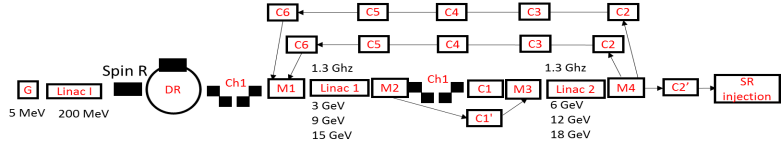 C6 C5 C4 C3 C2
C6 C5 C4 C3 C2
Spin R
1.3 Ghz
1.3 Ghz
G Linac I DR Ch1 M1 Linac 1 M2 Ch1 C1 M3 Linac 2 M4 C2' SR injection
5 MeV 200 MeV
3 GeV
9 GeV
15 GeV
C1'
6 GeV
12 GeV
18 GeV